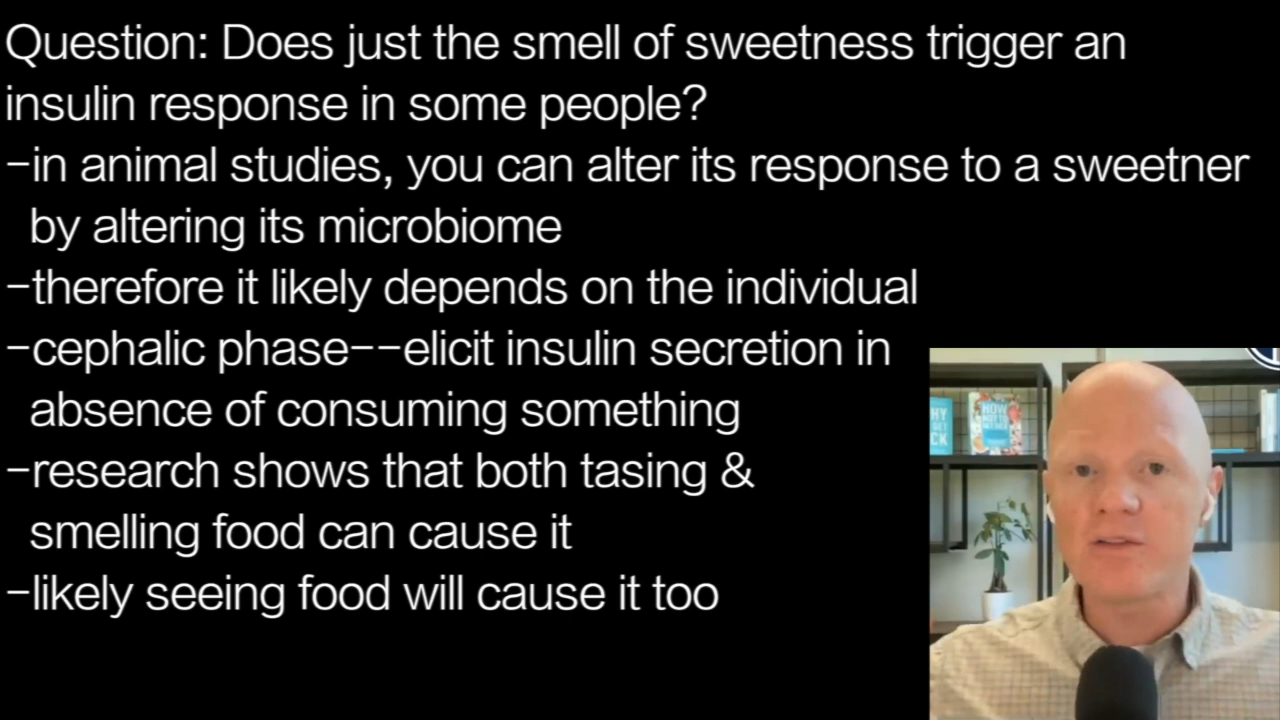 Question: Does just the smell of sweetness trigger an
insulin response in some people?
-in animal studies, you can alter its response to a sweetner
by altering its microbiome
-therefore it likely depends on the individual
-cephalic phase--elicit insulin secretion in
absence of consuming something
-research shows that both tasing &
smelling food can cause it
-likely seeing food will cause it too
HOW